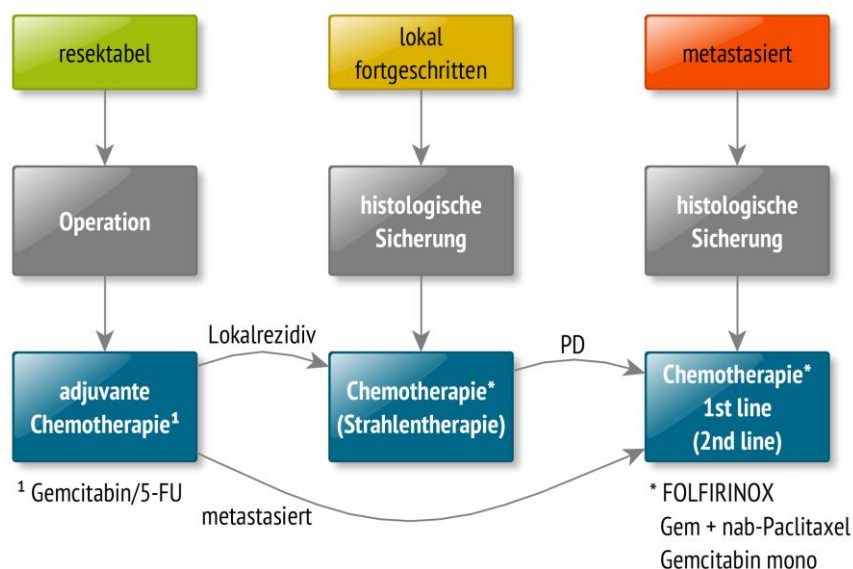 resektabel
lokal
fortgeschritten
metastasiert
Operation
histologische
Sicherung
histologische
Sicherung
Lokalrezidiv
PD
adjuvante
Chemotherapie¹
Chemotherapie*
(Strahlentherapie)
Chemotherapie*
1st line
(2nd line)
¹ Gemcitabin/5-FU
metastasiert
* FOLFIRINOX
Gem + nab-Paclitaxel
Gemcitabin mono